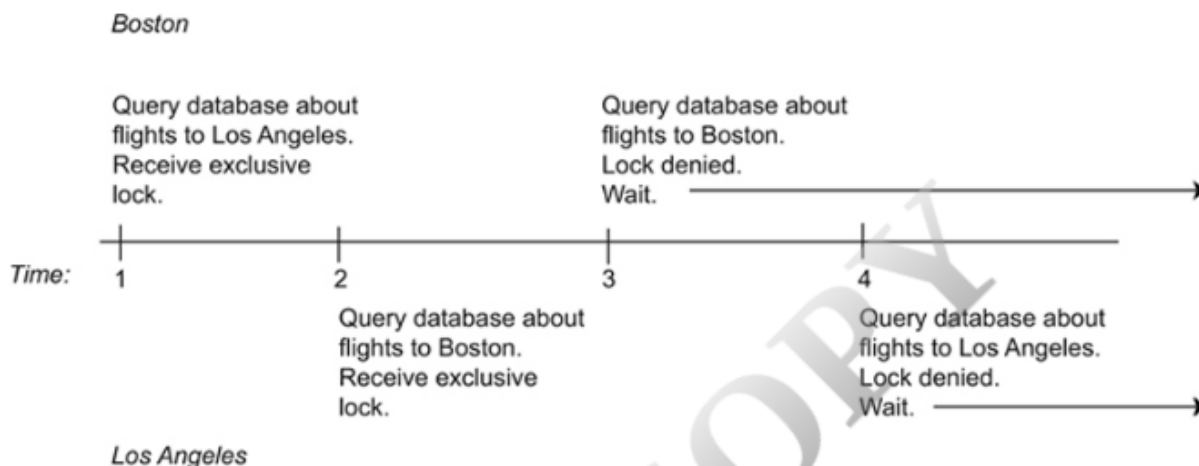 Boston
Query database about
flights to Los Angeles.
Receive exclusive
lock.
Query database about
flights to Boston.
Lock denied.
Wait.
Time:
1
2
3
4
Query database about
flights to Boston.
Receive exclusive
lock.
Query database about
flights to Los Angeles.
Lock denied.
Wait.
Los Angeles
OPY